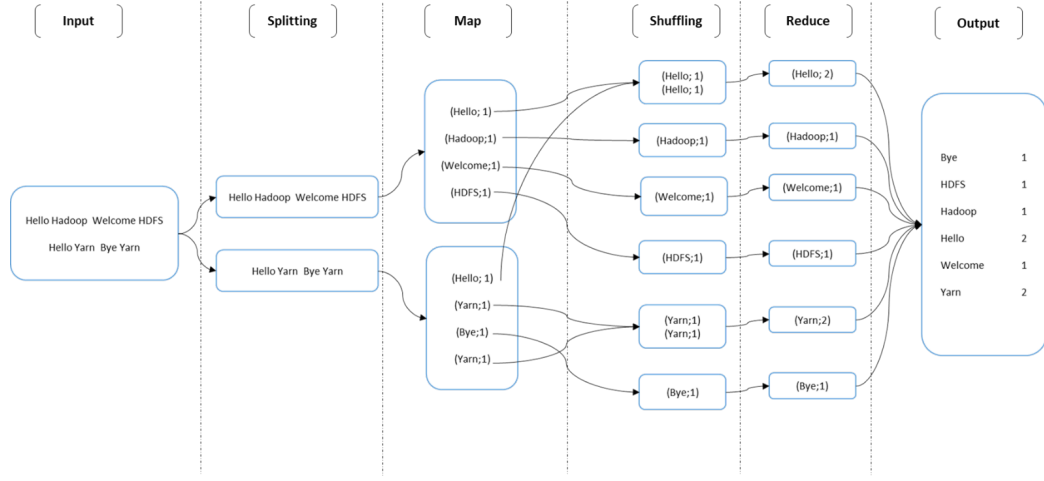 Input
Splitting
Map
Shuffling
Reduce
Output
Hello Hadoop  Welcome HDFS
Hello Yarn  Bye Yarn
Hello Hadoop  Welcome HDFS
Hello Yarn  Bye Yarn
(Hello; 1)
(Hadoop;1)
(Welcome;1)
(HDFS;1)
(Hello; 1)
(Yarn;1)
(Bye;1)
(Yarn;1)
(Hello; 1)
(Hello; 1)
(Hadoop;1)
(Welcome;1)
(HDFS;1)
(Yarn;1)
(Yarn;1)
(Bye;1)
(Hello; 2)
(Hadoop;1)
(Welcome;1)
(HDFS;1)
(Yarn;2)
(Bye;1)
Bye 1
HDFS 1
Hadoop 1
Hello 2
Welcome 1
Yarn 2